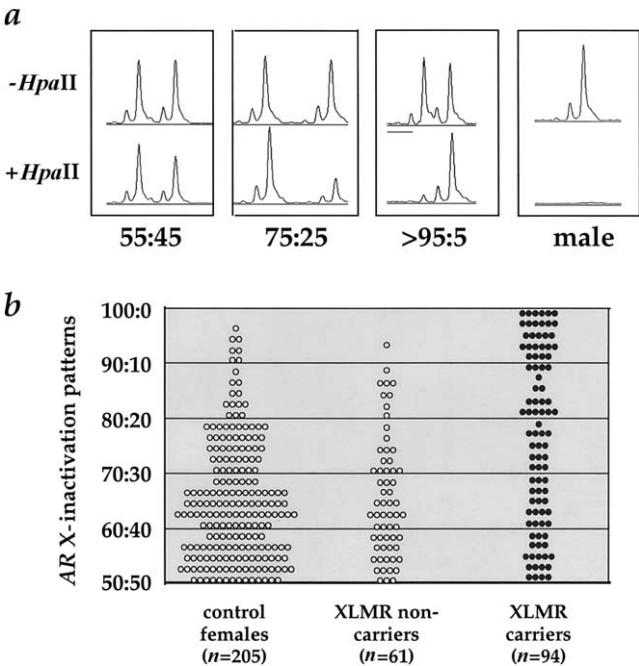 a
-HpaII
+HpaII
55:45
75:25
>95:5
male
b
AR X-inactivation patterns
100:0
90:10
80:20
70:30
60:40
50:50
control
females
(n=205)
XLMR non-
carriers
(n=61)
XLMR
carriers
(n=94)